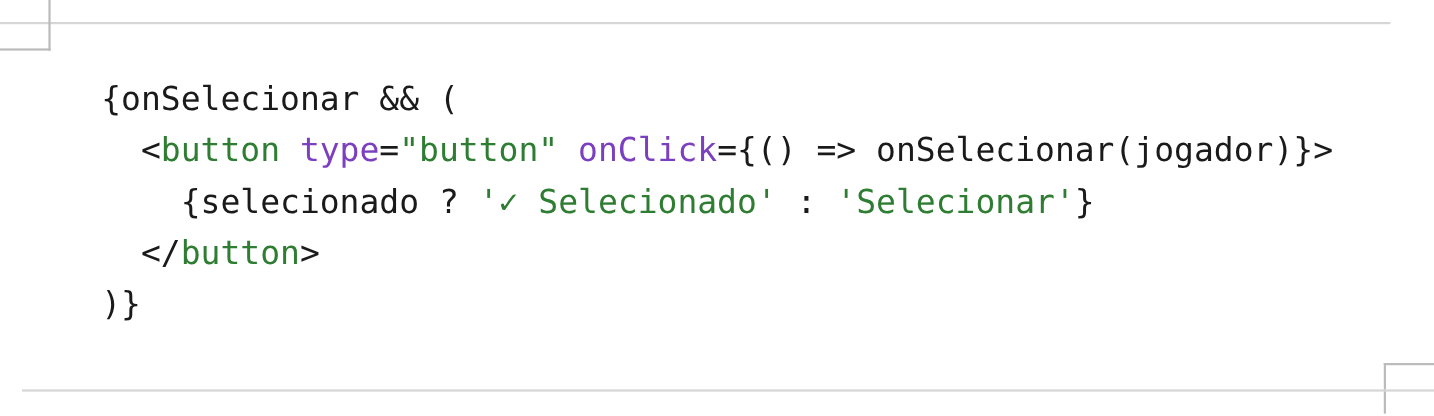 {onSelecionar && (
  <button type="button" onClick={() => onSelecionar(jogador)}>
    {selecionado ? '✓ Selecionado' : 'Selecionar'}
  </button>
)}